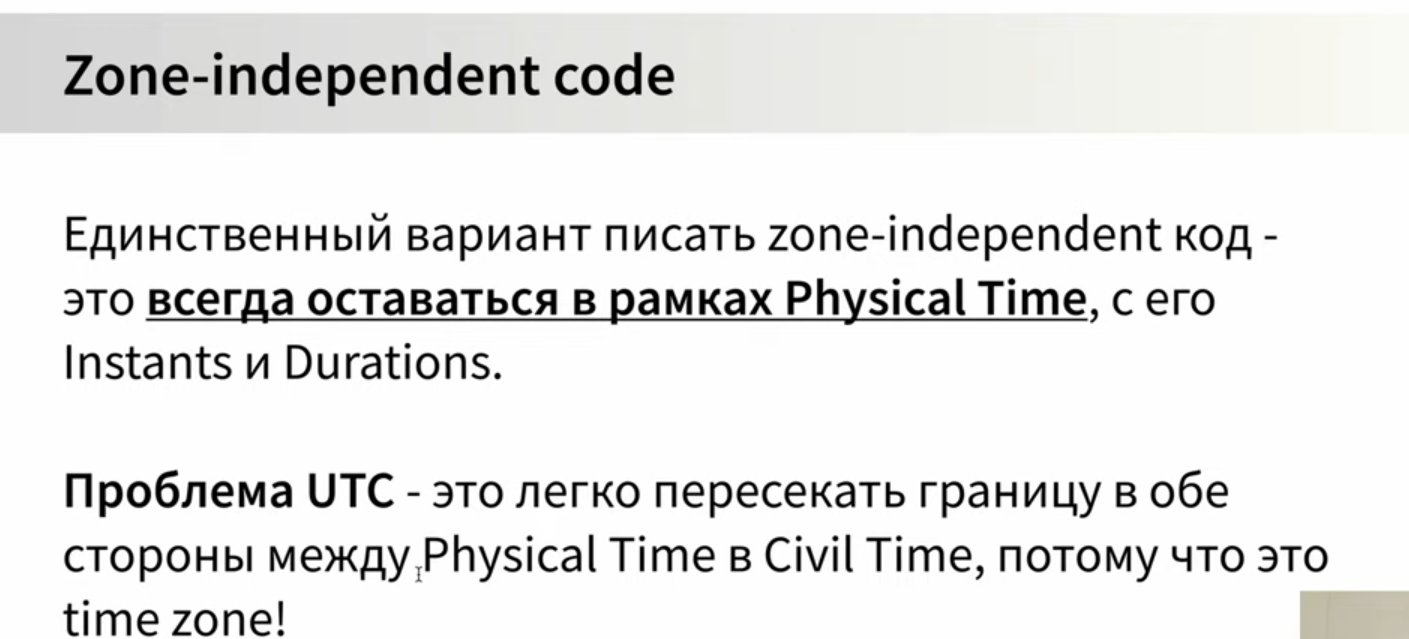 Zone-independent code
Единственный вариант писать zone-independent код -
это всегда оставаться в рамках Physical Time, с его
Instants и Durations.
Проблема UTC - это легко пересекать границу в обе
стороны между Physical Time в Civil Time, потому что это
time zone!